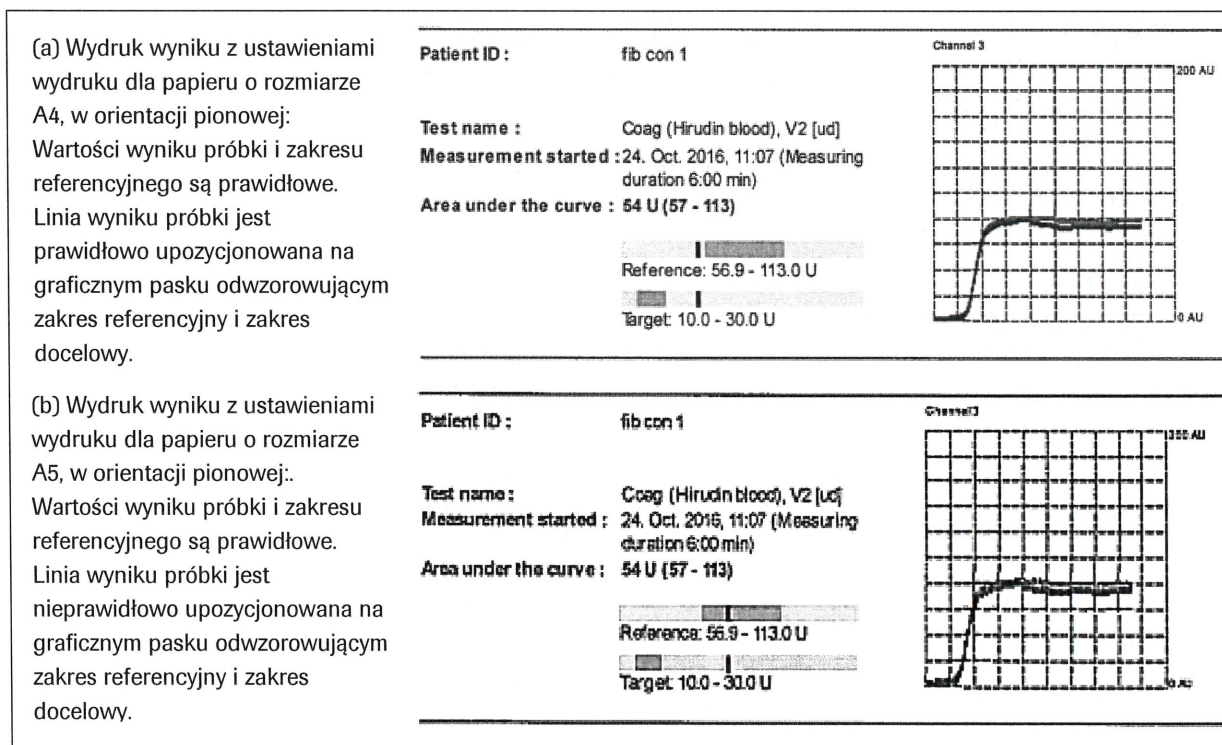 (a) Wydruk wyniku z ustawieniami
wydruku dla papieru o rozmiarze
A4, w orientacji pionowej:
Wartości wyniku próbki i zakresu
referencyjnego są prawidłowe.
Linia wyniku próbki jest
prawidłowo upozycjonowana na
graficznym pasku odwzorowującym
zakres referencyjny i zakres
docelowy.
Patient ID : fib con 1
Test name : Coag (Hirudin blood), V2 [ud]
Measurement started : 24. Oct. 2016, 11:07 (Measuring
duration 6:00 min)
Area under the curve : 54 U (57 - 113)
Reference: 56.9 - 113.0 U
Target: 10.0 - 30.0 U
Channel 3
200 AU
0 AU
(b) Wydruk wyniku z ustawieniami
wydruku dla papieru o rozmiarze
A5, w orientacji pionowej:.
Wartości wyniku próbki i zakresu
referencyjnego są prawidłowe.
Linia wyniku próbki jest
nieprawidłowo upozycjonowana na
graficznym pasku odwzorowującym
zakres referencyjny i zakres
docelowy.
Patient ID : fib con 1
Test name : Coag (Hirudin blood), V2 [ud]
Measurement started : 24. Oct. 2016, 11:07 (Measuring
duration 6:00 min)
Area under the curve : 54 U (57 - 113)
Reference: 56.9 - 113.0 U
Target: 10.0 - 30.0 U
Channel 3
AU
0 AU